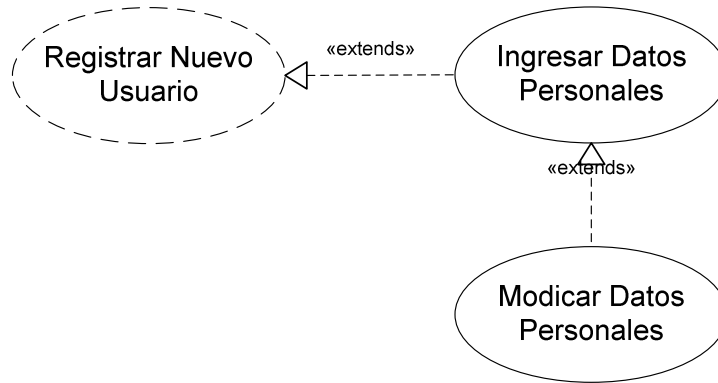 Registrar Nuevo
Usuario
«extends»
Ingresar Datos
Personales
«extends»
Modicar Datos
Personales